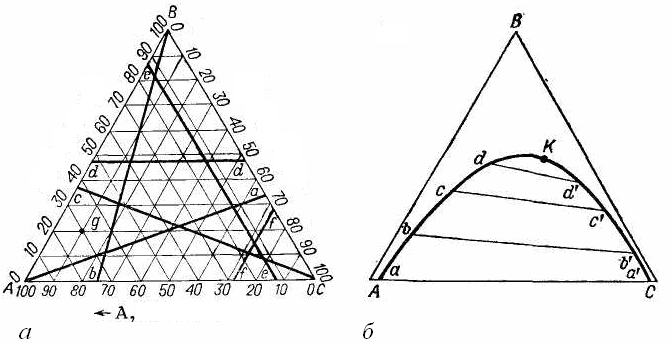 B
100 0
90 10
e
80 20
70 30
60 40
50 50
d d
40 60
c a
30 70
f
20 g 80
10 90
0 100
A b f e C
100 90 80 70 60 50 40 30 20 10 0
← A,
а
B
K
d d'
c c'
b b'
a a'
A C
б